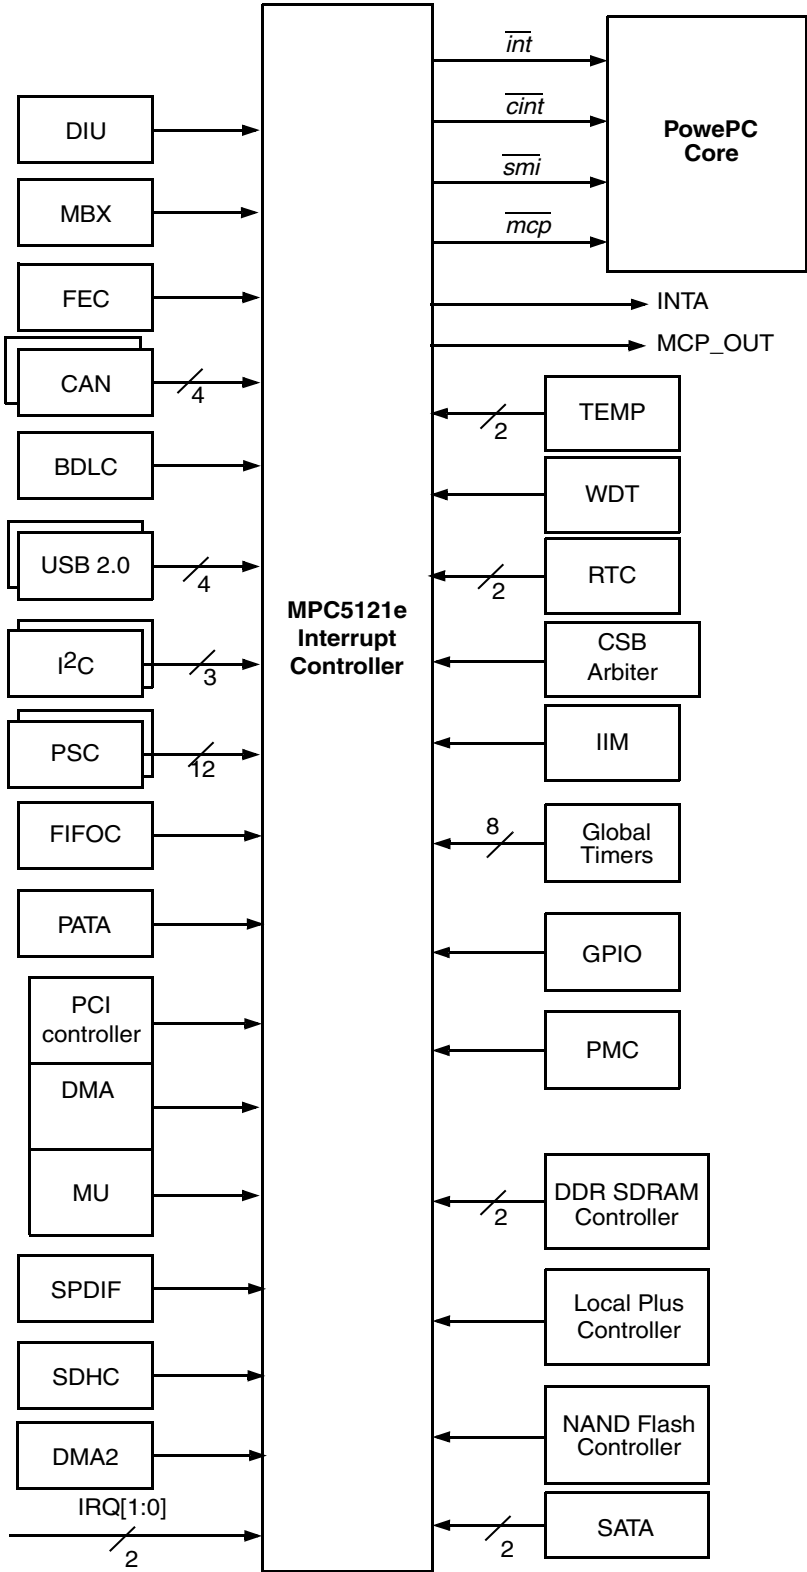 int
cint
smi
mcp
PowePC
Core
INTA
MCP_OUT
DIU
MBX
FEC
CAN
4
BDLC
USB 2.0
4
I2C
3
PSC
12
FIFOC
PATA
PCI
controller
DMA
MU
SPDIF
SDHC
DMA2
IRQ[1:0]
2
MPC5121e
Interrupt
Controller
TEMP
2
WDT
RTC
2
CSB
Arbiter
IIM
8
Global
Timers
GPIO
PMC
DDR SDRAM
Controller
2
Local Plus
Controller
NAND Flash
Controller
SATA
2